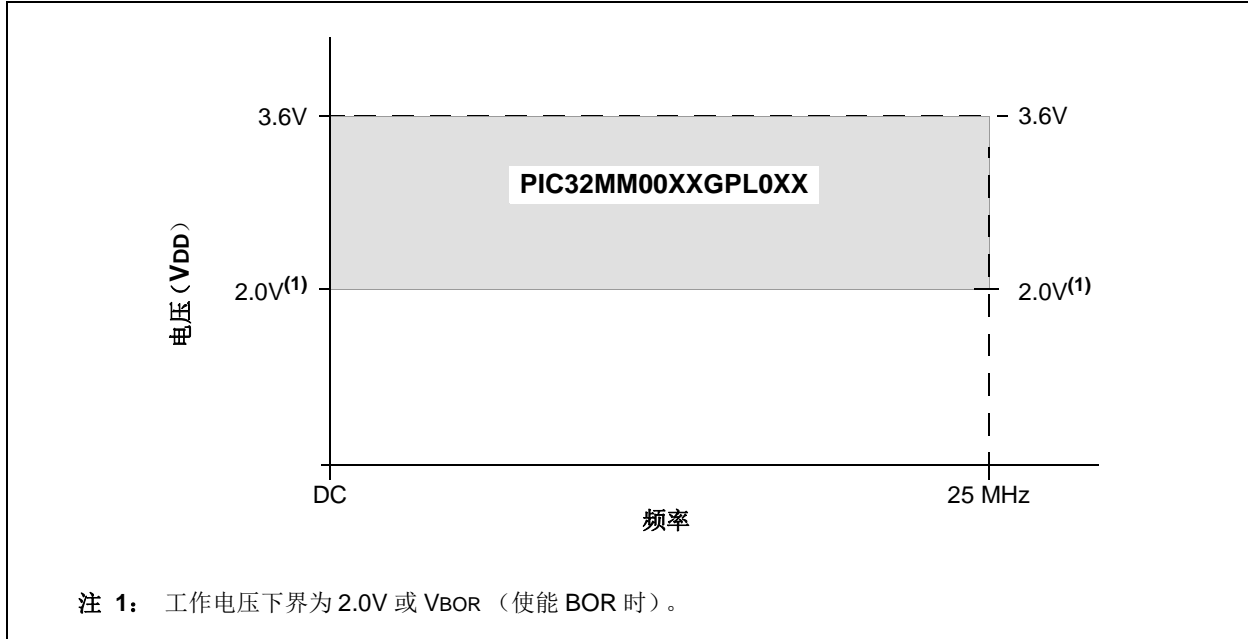 3.6V
3.6V
PIC32MM00XXGPL0XX
电压（VDD）
2.0V(1)
2.0V(1)
DC
25 MHz
频率
注 1： 工作电压下界为 2.0V 或 VBOR （使能 BOR 时）。